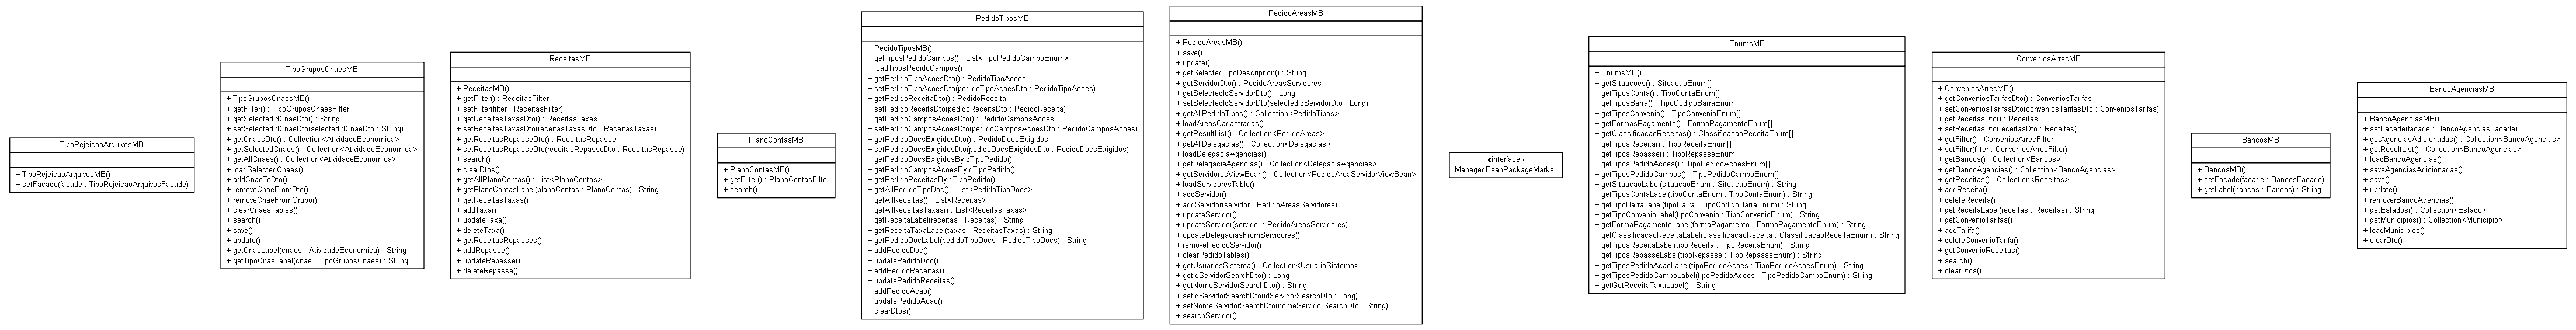 TipoRejeicaoArquivosMB
+ TipoRejeicaoArquivosMB()
+ setFacade(facade : TipoRejeicaoArquivosFacade)
TipoGruposCnaesMB
+ TipoGruposCnaesMB()
+ getFilter() : TipoGruposCnaesFilter
+ getSelectedIdCnaeDto() : String
+ setSelectedIdCnaeDto(selectedIdCnaeDto : String)
+ getCnaesDto() : Collection<AtividadeEconomica>
+ getSelectedCnaes() : Collection<AtividadeEconomica>
+ getAllCnaes() : Collection<AtividadeEconomica>
+ loadSelectedCnaes()
+ addCnaeToDto()
+ removeCnaeFromDto()
+ removeCnaeFromGrupo()
+ clearCnaesTables()
+ search()
+ save()
+ update()
+ getCnaeLabel(cnaes : AtividadeEconomica) : String
+ getTipoCnaeLabel(cnae : TipoGruposCnaes) : String
ReceitasMB
+ ReceitasMB()
+ getFilter() : ReceitasFilter
+ setFilter(filter : ReceitasFilter)
+ getReceitasTaxasDto() : ReceitasTaxas
+ setReceitasTaxasDto(receitasTaxasDto : ReceitasTaxas)
+ getReceitasRepasseDto() : ReceitasRepasse
+ setReceitasRepasseDto(receitasRepasseDto : ReceitasRepasse)
+ search()
+ clearDtos()
+ getAllPlanoContas() : List<PlanoContas>
+ getPlanoContasLabel(planoContas : PlanoContas) : String
+ getReceitasTaxas()
+ addTaxa()
+ updateTaxa()
+ deleteTaxa()
+ getReceitasRepasses()
+ addRepasse()
+ updateRepasse()
+ deleteRepasse()
PlanoContasMB
+ PlanoContasMB()
+ getFilter() : PlanoContasFilter
+ search()
PedidoTiposMB
+ PedidoTiposMB()
+ getTiposPedidoCampos() : List<TipoPedidoCampoEnum>
+ loadTiposPedidoCampos()
+ getPedidoTipoAcoesDto() : PedidoTipoAcoes
+ setPedidoTipoAcoesDto(pedidoTipoAcoesDto : PedidoTipoAcoes)
+ getPedidoReceitaDto() : PedidoReceita
+ setPedidoReceitaDto(pedidoReceitaDto : PedidoReceita)
+ getPedidoCamposAcoesDto() : PedidoCamposAcoes
+ setPedidoCamposAcoesDto(pedidoCamposAcoesDto : PedidoCamposAcoes)
+ getPedidoDocsExigidosDto() : PedidoDocsExigidos
+ setPedidoDocsExigidosDto(pedidoDocsExigidosDto : PedidoDocsExigidos)
+ getPedidoDocsExigidosByIdTipoPedido()
+ getPedidoCamposAcoesByIdTipoPedido()
+ getPedidoReceitasByIdTipoPedido()
+ getAllPedidoTipoDoc() : List<PedidoTipoDocs>
+ getAllReceitas() : List<Receitas>
+ getAllReceitasTaxas() : List<ReceitasTaxas>
+ getReceitaLabel(receitas : Receitas) : String
+ getReceitaTaxaLabel(taxas : ReceitasTaxas) : String
+ getPedidoDocLabel(pedidoTipoDocs : PedidoTipoDocs) : String
+ addPedidoDoc()
+ updatePedidoDoc()
+ addPedidoReceitas()
+ updatePedidoReceitas()
+ addPedidoAcao()
+ updatePedidoAcao()
+ clearDtos()
PedidoAreasMB
+ PedidoAreasMB()
+ save()
+ update()
+ getSelectedTipoDescriprion() : String
+ getServidorDto() : PedidoAreasServidores
+ getSelectedIdServidorDto() : Long
+ setSelectedIdServidorDto(selectedIdServidorDto : Long)
+ getAllPedidoTipos() : Collection<PedidoTipos>
+ loadAreasCadastradas()
+ getResultList() : Collection<PedidoAreas>
+ getAllDelegacias() : Collection<Delegacias>
+ loadDelegaciaAgencias()
+ getDelegaciaAgencias() : Collection<DelegaciaAgencias>
+ getServidoresViewBean() : Collection<PedidoAreaServidorViewBean>
+ loadServidoresTable()
+ addServidor()
+ addServidor(servidor : PedidoAreasServidores)
+ updateServidor()
+ updateServidor(servidor : PedidoAreasServidores)
+ updateDelegaciasFromServidores()
+ removePedidoServidor()
+ clearPedidoTables()
+ getUsuariosSistema() : Collection<UsuarioSistema>
+ getIdServidorSearchDto() : Long
+ getNomeServidorSearchDto() : String
+ setIdServidorSearchDto(idServidorSearchDto : Long)
+ setNomeServidorSearchDto(nomeServidorSearchDto : String)
+ searchServidor()
«interface»
ManagedBeanPackageMarker
EnumsMB
+ EnumsMB()
+ getSituacoes() : SituacaoEnum[]
+ getTiposConta() : TipoContaEnum[]
+ getTiposBarra() : TipoCodigoBarraEnum[]
+ getTiposConvenio() : TipoConvenioEnum[]
+ getFormasPagamento() : FormaPagamentoEnum[]
+ getClassificacaoReceitas() : ClassificacaoReceitaEnum[]
+ getTiposReceita() : TipoReceitaEnum[]
+ getTiposRepasse() : TipoRepasseEnum[]
+ getTiposPedidoAcoes() : TipoPedidoAcoesEnum[]
+ getTiposPedidoCampos() : TipoPedidoCampoEnum[]
+ getSituacaoLabel(situacaoEnum : SituacaoEnum) : String
+ getTiposContaLabel(tipoContaEnum : TipoContaEnum) : String
+ getTipoBarraLabel(tipoBarra : TipoCodigoBarraEnum) : String
+ getTipoConvenioLabel(tipoConvenio : TipoConvenioEnum) : String
+ getFormaPagamentoLabel(formaPagamento : FormaPagamentoEnum) : String
+ getClassificacaoReceitaLabel(classificacaoReceita : ClassificacaoReceitaEnum) : String
+ getTiposReceitaLabel(tipoReceita : TipoReceitaEnum) : String
+ getTiposRepasseLabel(tipoRepasse : TipoRepasseEnum) : String
+ getTiposPedidoAcaoLabel(tipoPedidoAcoes : TipoPedidoAcoesEnum) : String
+ getTiposPedidoCampoLabel(tipoPedidoAcoes : TipoPedidoCampoEnum) : String
+ getGetReceitaTaxaLabel() : String
ConveniosArrecMB
+ ConveniosArrecMB()
+ getConveniosTarifasDto() : ConveniosTarifas
+ setConveniosTarifasDto(conveniosTarifasDto : ConveniosTarifas)
+ getReceitasDto() : Receitas
+ setReceitasDto(receitasDto : Receitas)
+ getFilter() : ConveniosArrecFilter
+ setFilter(filter : ConveniosArrecFilter)
+ getBancos() : Collection<Bancos>
+ getBancoAgencias() : Collection<BancoAgencias>
+ getReceitas() : Collection<Receitas>
+ addReceita()
+ deleteReceita()
+ getReceitaLabel(receitas : Receitas) : String
+ getConvenioTarifas()
+ addTarifa()
+ deleteConvenioTarifa()
+ getConvenioReceitas()
+ search()
+ clearDtos()
BancosMB
+ BancosMB()
+ setFacade(facade : BancosFacade)
+ getLabel(bancos : Bancos) : String
BancoAgenciasMB
+ BancoAgenciasMB()
+ setFacade(facade : BancoAgenciasFacade)
+ getAgenciasAdicionadas() : Collection<BancoAgencias>
+ getResultList() : Collection<BancoAgencias>
+ loadBancoAgencias()
+ saveAgenciasAdicionadas()
+ save()
+ update()
+ removerBancoAgencias()
+ getEstados() : Collection<Estado>
+ getMunicipios() : Collection<Municipio>
+ loadMunicipios()
+ clearDto()